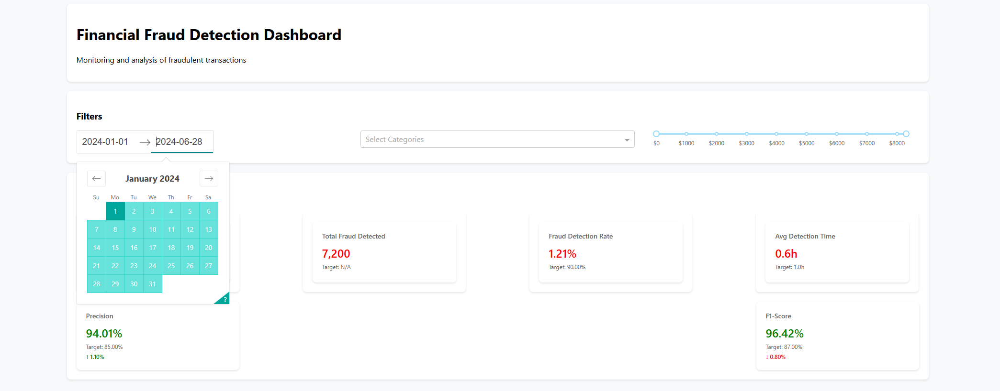 Financial Fraud Detection Dashboard
Monitoring and analysis of fraudulent transactions
Filters
2024-01-01 → 2024-06-28
Select Categories
$0 $1000 $2000 $3000 $4000 $5000 $6000 $7000 $8000
← January 2024 →
Su Mo Tu We Th Fr Sa
1 2 3 4 5 6
7 8 9 10 11 12 13
14 15 16 17 18 19 20
21 22 23 24 25 26 27
28 29 30 31
?
Total Fraud Detected
7,200
Target: N/A
Fraud Detection Rate
1.21%
Target: 90.00%
Avg Detection Time
0.6h
Target: 1.0h
Precision
94.01%
Target: 85.00%
↑ 1.10%
F1-Score
96.42%
Target: 87.00%
↓ 0.80%